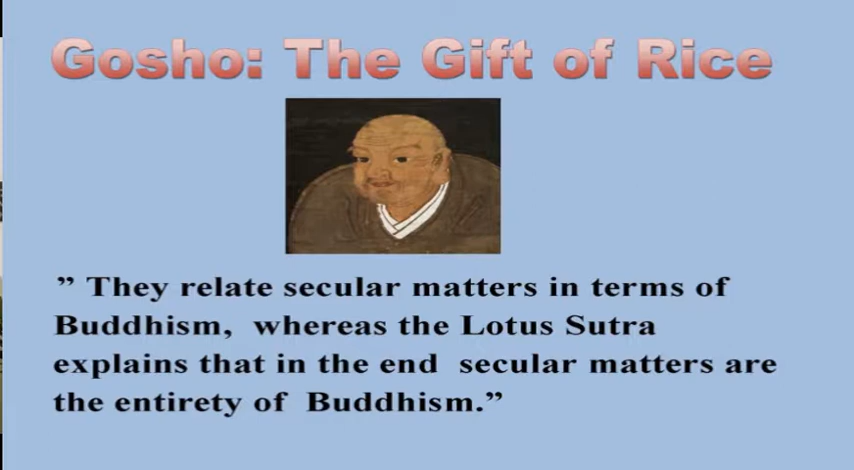 Gosho: The Gift of Rice
” They relate secular matters in terms of
Buddhism, whereas the Lotus Sutra
explains that in the end secular matters are
the entirety of Buddhism.”